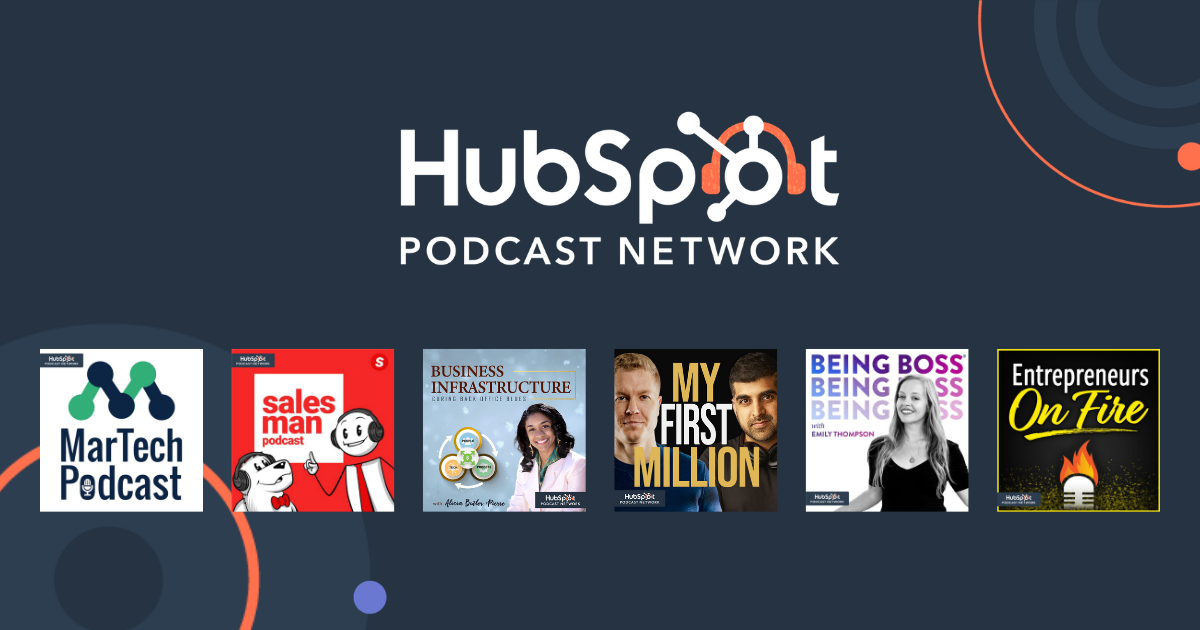 HubSpot
PODCAST NETWORK
HubSpot
PODCAST NETWORK
MarTech
Podcast
HubSpot
PODCAST NETWORK
S
sales
man
podcast
BUSINESS
INFRASTRUCTURE
CURING BACK OFFICE BLUES
PEOPLE
TECH
PROCESS
with Alicia Butler Pierre
HubSpot
PODCAST NETWORK
MY
FIRST
MILLION
HubSpot
PODCAST NETWORK
BEING BOSS
BEING BOSS
BEING BOSS
with
EMILY THOMPSON
HubSpot
PODCAST NETWORK
Entrepreneurs
On Fire
HubSpot
PODCAST NETWORK